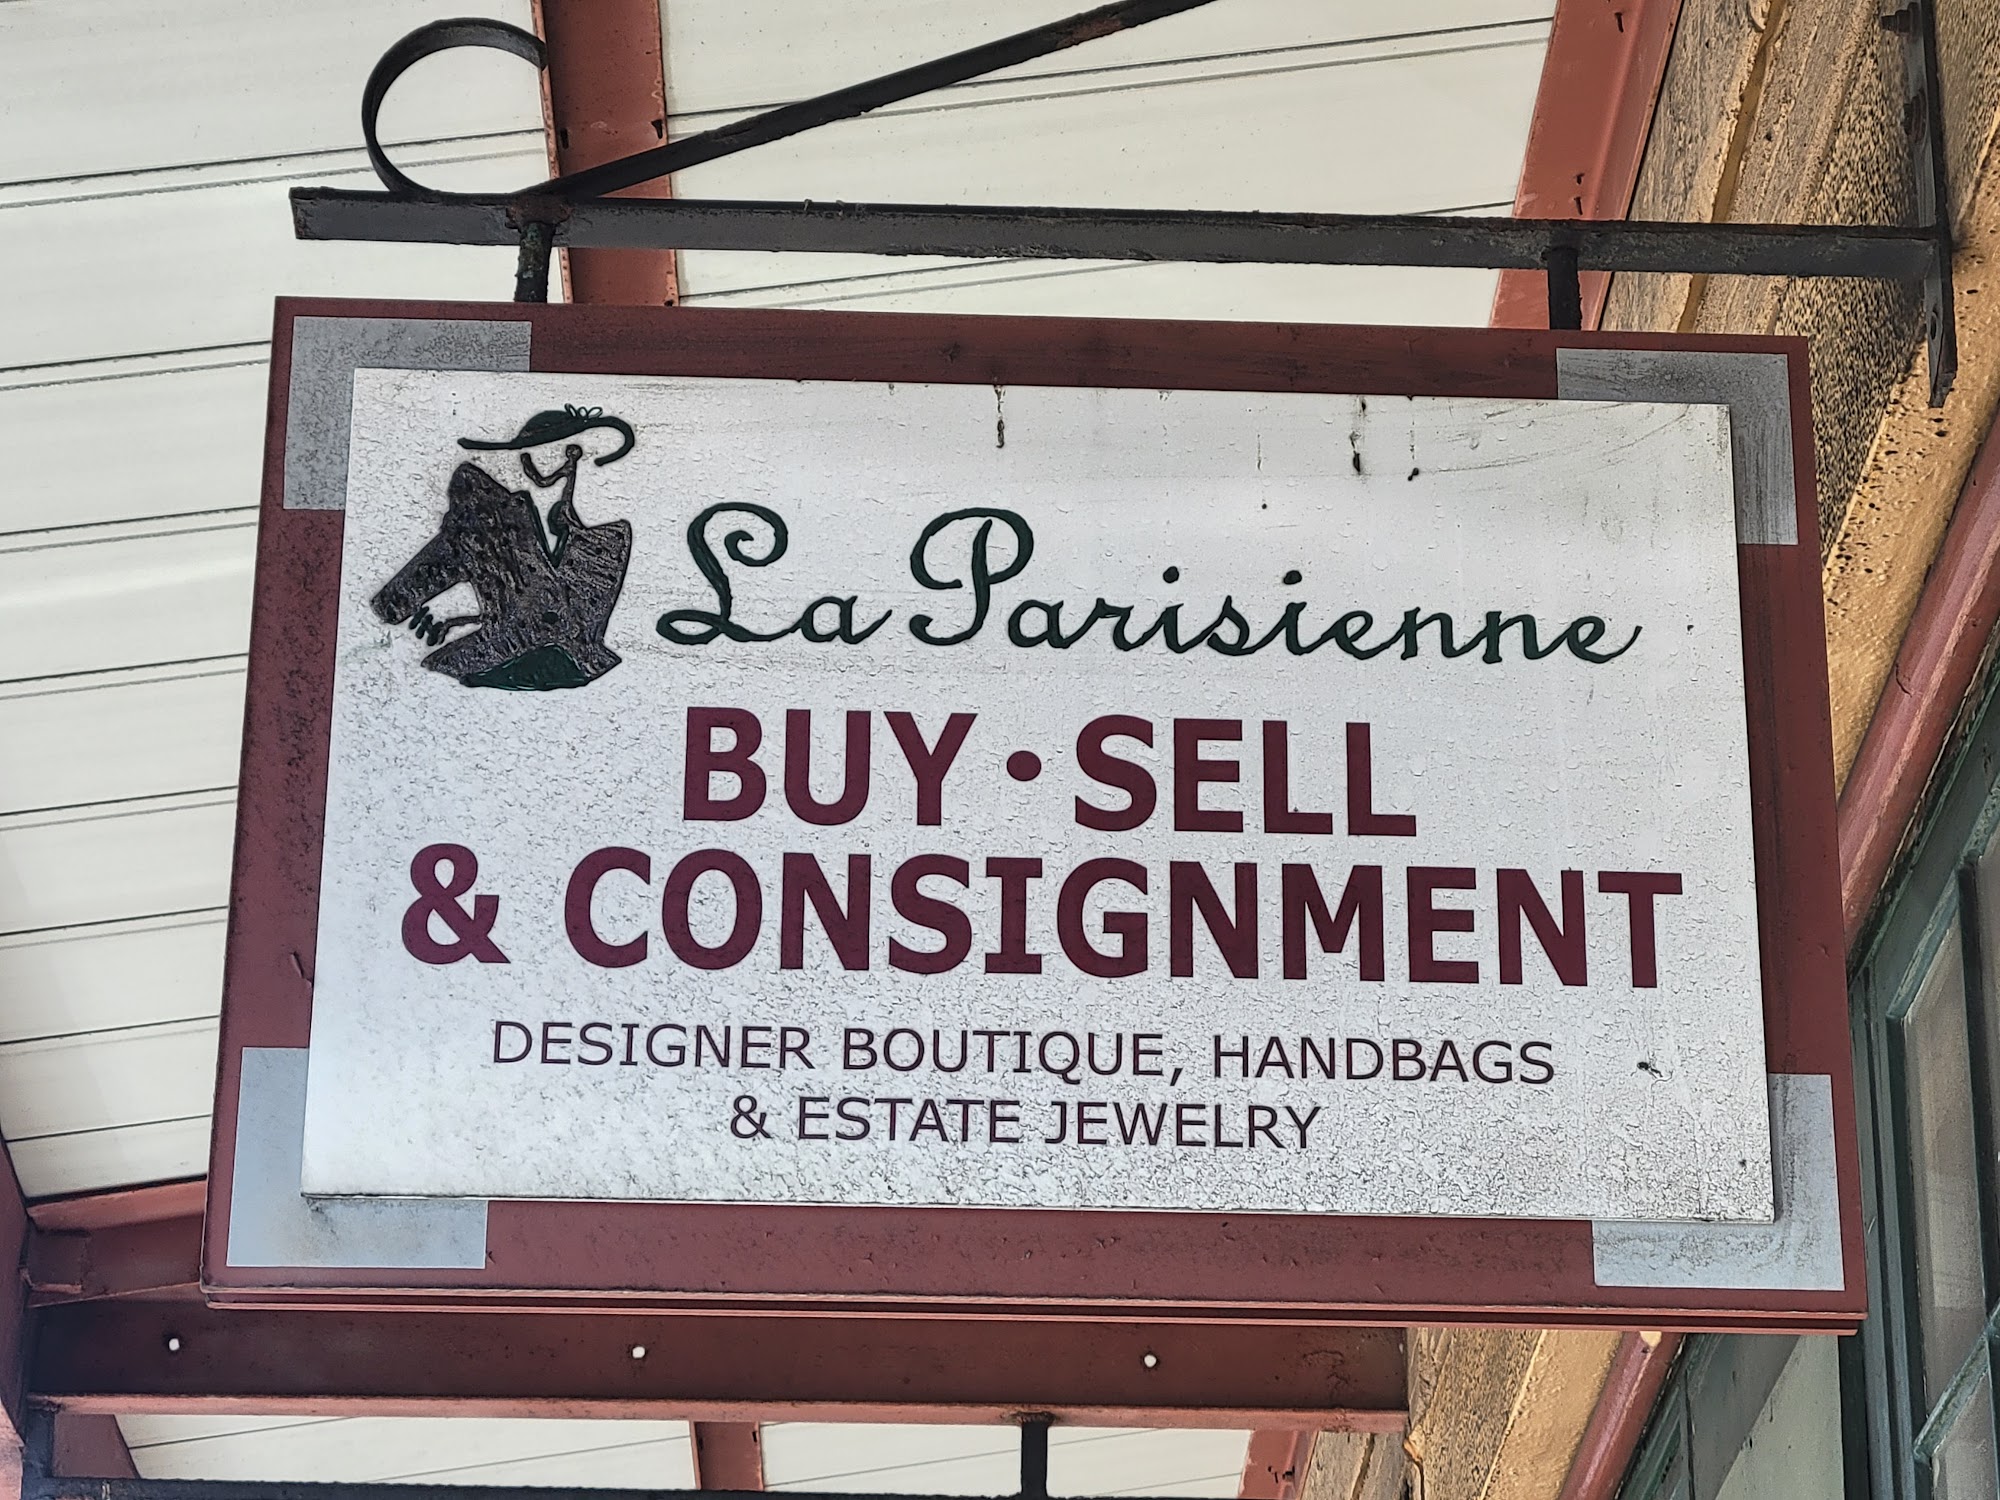 La Parisienne
BUY • SELL
& CONSIGNMENT
DESIGNER BOUTIQUE, HANDBAGS
& ESTATE JEWELRY